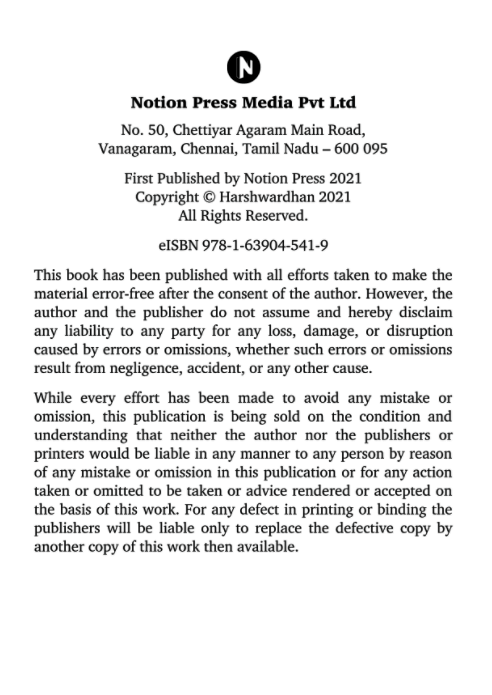 N
Notion Press Media Pvt Ltd
No. 50, Chettiyar Agaram Main Road,
Vanagaram, Chennai, Tamil Nadu – 600 095
First Published by Notion Press 2021
Copyright © Harshwardhan 2021
All Rights Reserved.
eISBN 978-1-63904-541-9
This book has been published with all efforts taken to make the
material error-free after the consent of the author. However, the
author and the publisher do not assume and hereby disclaim
any liability to any party for any loss, damage, or disruption
caused by errors or omissions, whether such errors or omissions
result from negligence, accident, or any other cause.
While every effort has been made to avoid any mistake or
omission, this publication is being sold on the condition and
understanding that neither the author nor the publishers or
printers would be liable in any manner to any person by reason
of any mistake or omission in this publication or for any action
taken or omitted to be taken or advice rendered or accepted on
the basis of this work. For any defect in printing or binding the
publishers will be liable only to replace the defective copy by
another copy of this work then available.